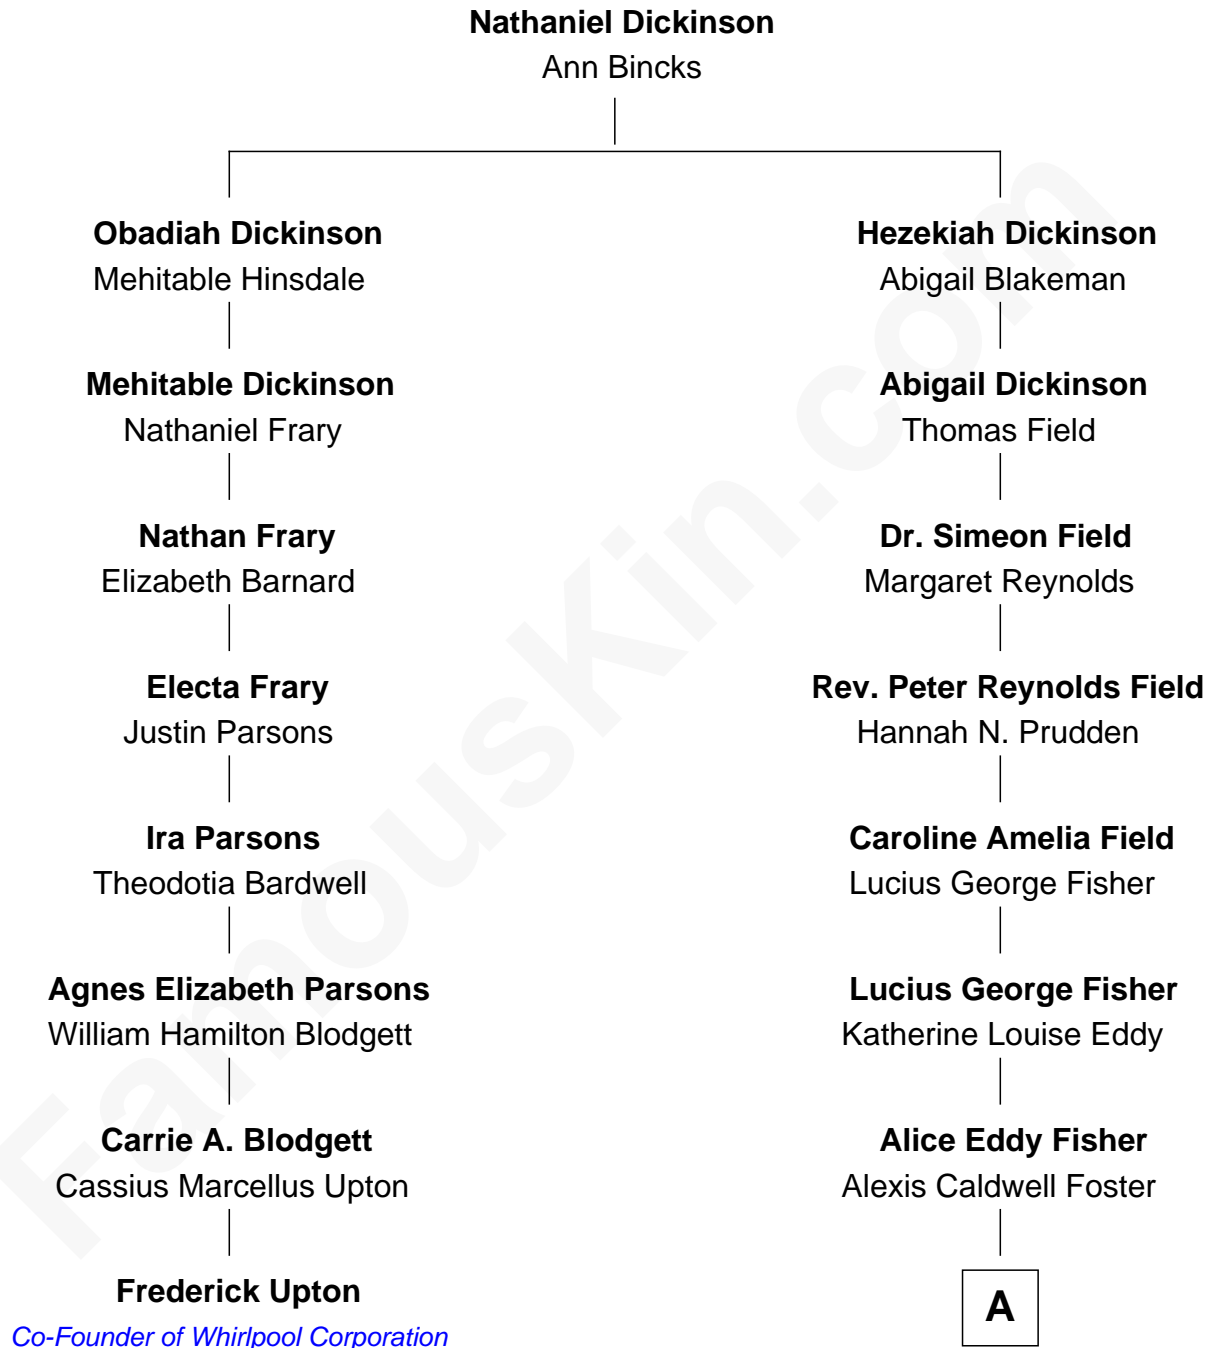 Nathaniel Dickinson
Ann Bincks
Obadiah Dickinson
Mehitable Hinsdale
Hezekiah Dickinson
Abigail Blakeman
Mehitable Dickinson
Nathaniel Frary
Abigail Dickinson
Thomas Field
Nathan Frary
Elizabeth Barnard
Dr. Simeon Field
Margaret Reynolds
Electa Frary
Justin Parsons
Rev. Peter Reynolds Field
Hannah N. Prudden
Ira Parsons
Theodotia Bardwell
Caroline Amelia Field
Lucius George Fisher
Agnes Elizabeth Parsons
William Hamilton Blodgett
Lucius George Fisher
Katherine Louise Eddy
Carrie A. Blodgett
Cassius Marcellus Upton
Alice Eddy Fisher
Alexis Caldwell Foster
Frederick Upton
Co-Founder of Whirlpool Corporation
A
FamousKin.com